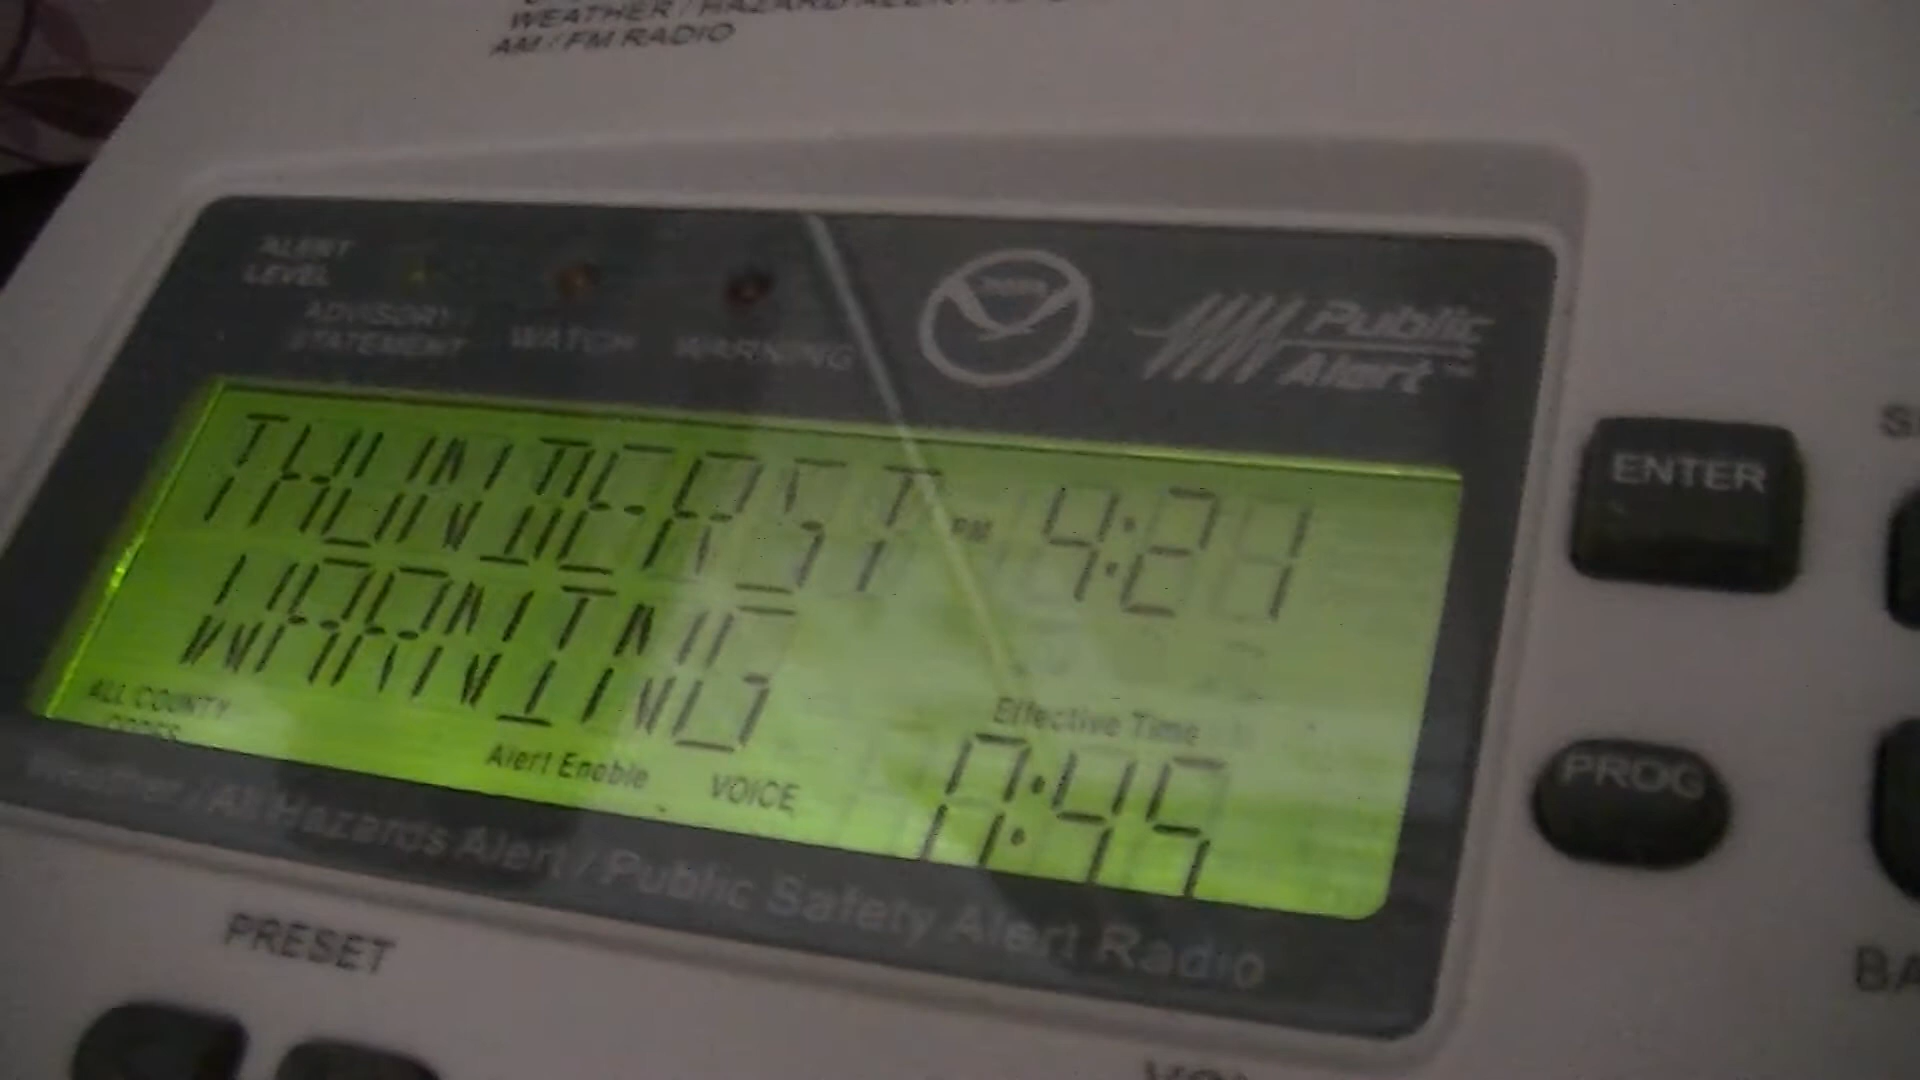 WEATHER / HAZARD ALERT
AM / FM RADIO
ALERT
LEVEL
ADVISORY/
STATEMENT
WATCH
WARNING
Public
Alert™
THUNDERST
PM 4:21
WARNING
ALL COUNTY
Effective Time
0:45
Alert Enable
VOICE
Weather / All Hazards Alert / Public Safety Alert Radio
ENTER
PROG
PRESET